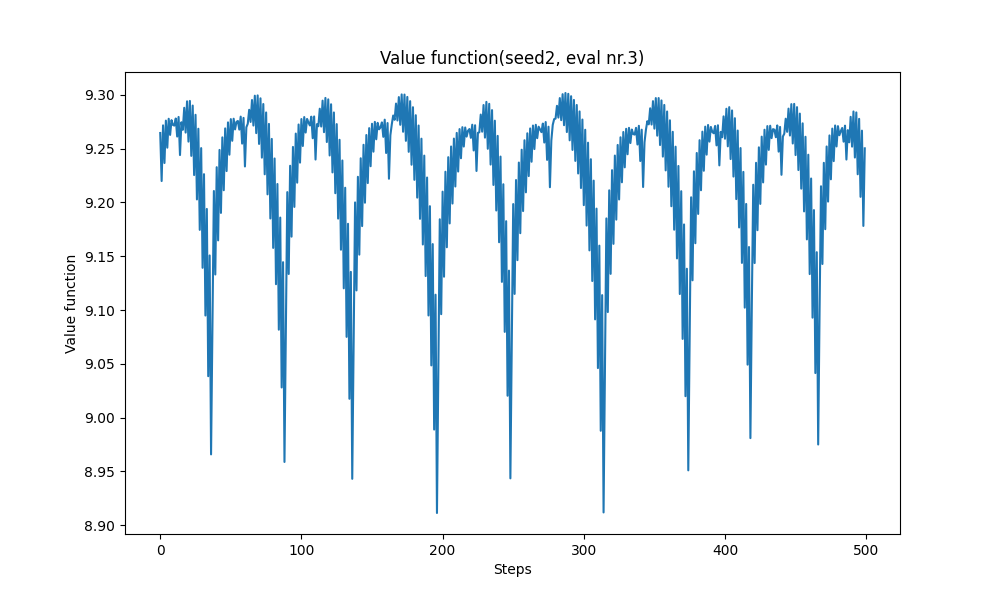 Value function(seed2, eval nr.3)
9.30
9.25
9.20
9.15
9.10
9.05
9.00
8.95
8.90
Value function
0 100 200 300 400 500
Steps